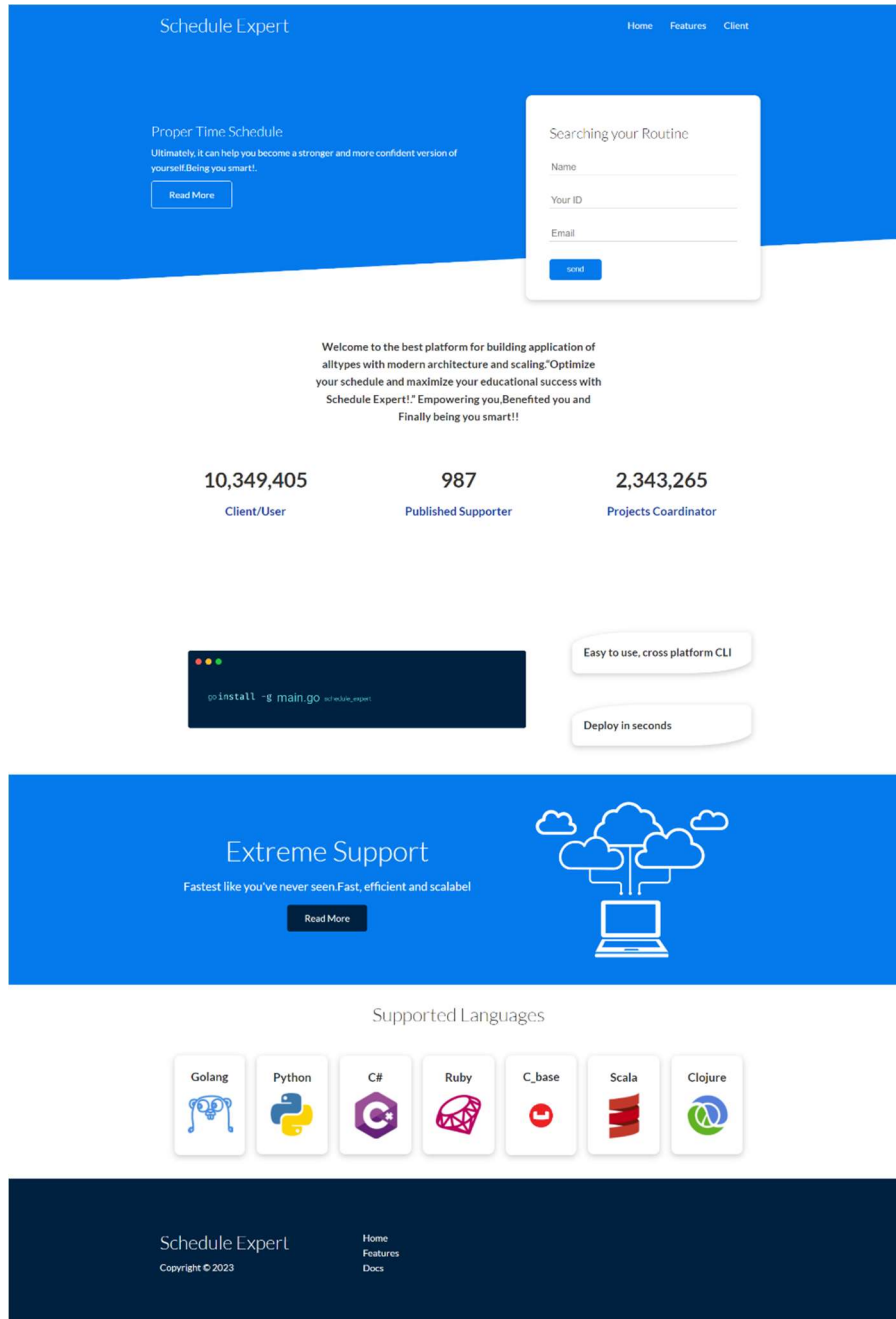 Schedule Expert
Home Features Client
Proper Time Schedule
Ultimately, it can help you become a stronger and more confident version of
yourself.Being you smart!.
Read More
Searching your Routine
Name
Your ID
Email
send
Welcome to the best platform for building application of
alltypes with modern architecture and scaling."Optimize
your schedule and maximize your educational success with
Schedule Expert!." Empowering you,Benefited you and
Finally being you smart!!
10,349,405
Client/User
987
Published Supporter
2,343,265
Projects Coardinator
go install -g main.go schedule_expert
Easy to use, cross platform CLI
Deploy in seconds
Extreme Support
Fastest like you've never seen.Fast, efficient and scalabel
Read More
Supported Languages
Golang
Python
C#
Ruby
C_base
Scala
Clojure
Schedule Expert
Copyright © 2023
Home
Features
Docs